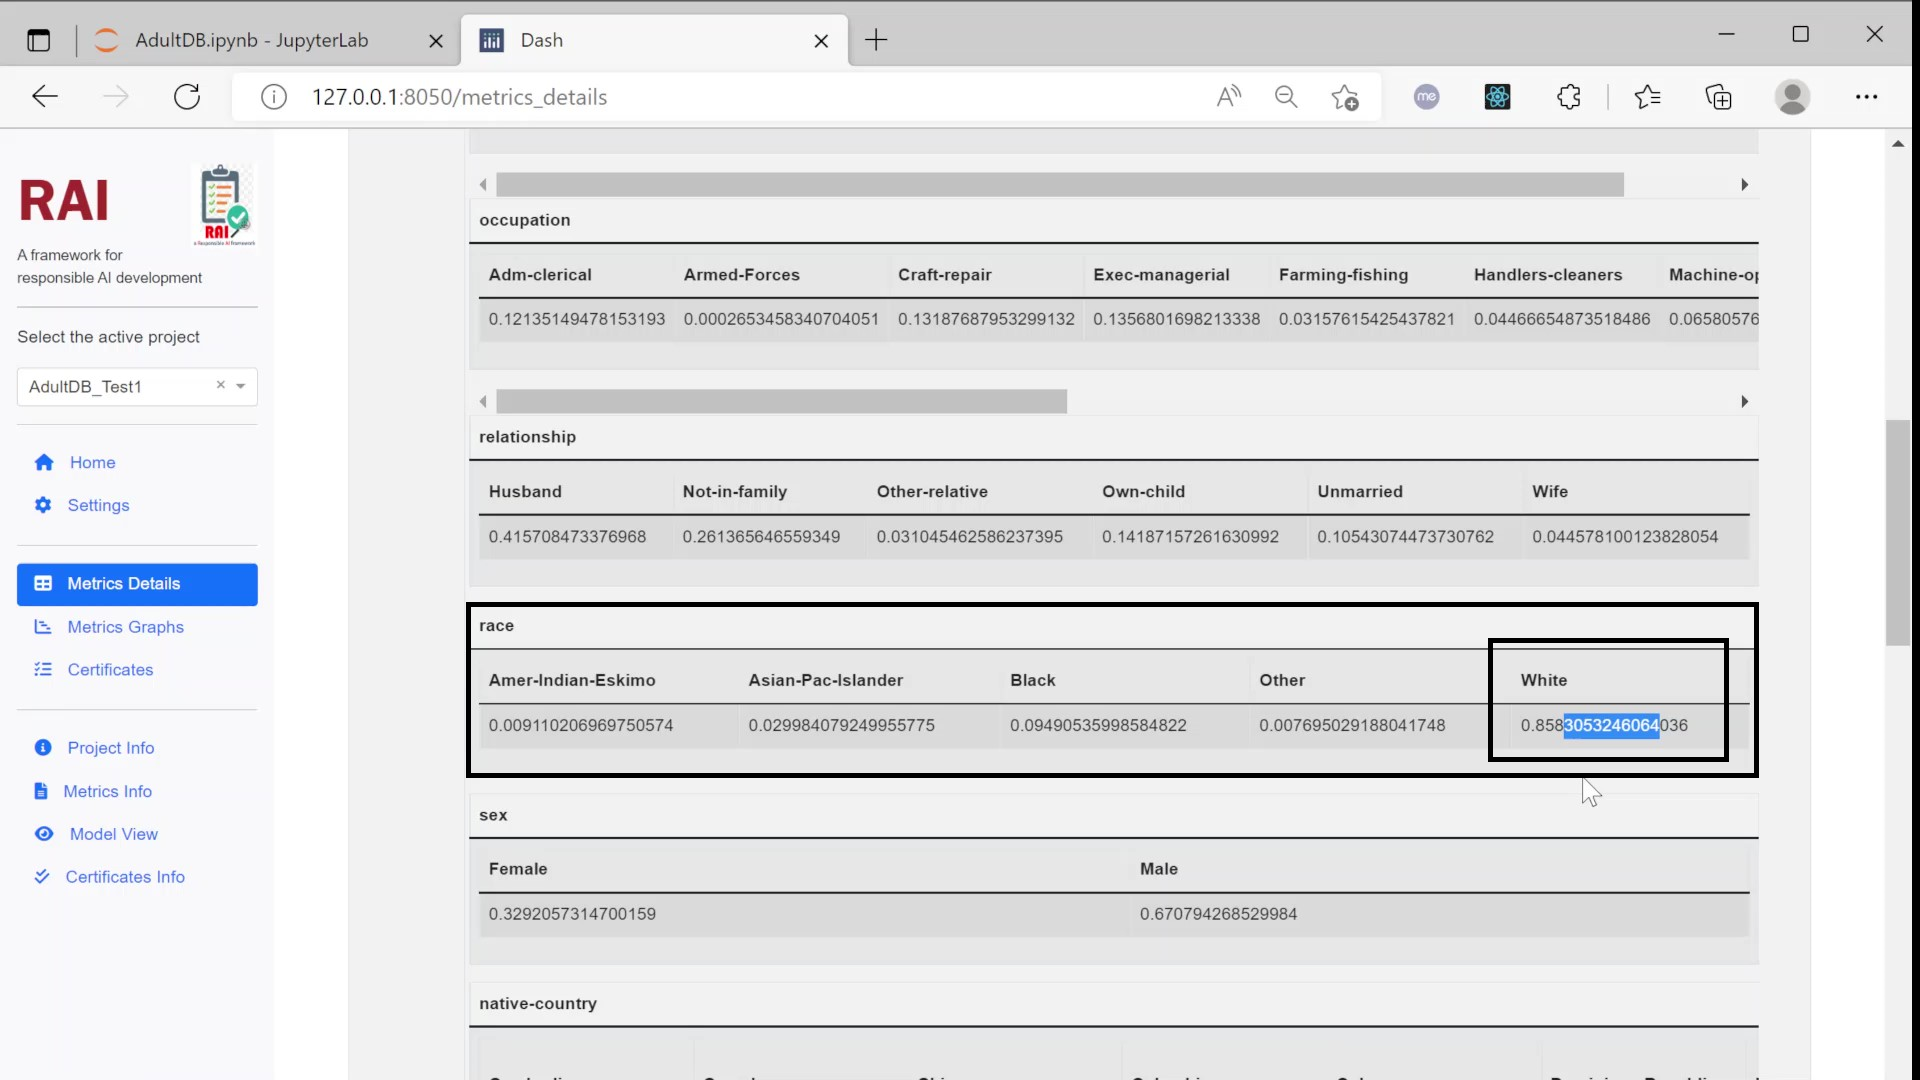 AdultDB.ipynb - JupyterLab
Dash
127.0.0.1:8050/metrics_details
me
RAI
RAI
A framework for
responsible AI development
Select the active project
AdultDB_Test1
Home
Settings
Metrics Details
Metrics Graphs
Certificates
Project Info
Metrics Info
Model View
Certificates Info
occupation
Adm-clerical Armed-Forces Craft-repair Exec-managerial Farming-fishing Handlers-cleaners Machine-op
0.12135149478153193 0.0002653458340704051 0.13187687953299132 0.1356801698213338 0.03157615425437821 0.04466654873518486 0.06580576
relationship
Husband Not-in-family Other-relative Own-child Unmarried Wife
0.415708473376968 0.261365646559349 0.031045462586237395 0.14187157261630992 0.10543074473730762 0.044578100123828054
race
Amer-Indian-Eskimo Asian-Pac-Islander Black Other White
0.009110206969750574 0.029984079249955775 0.09490535998584822 0.007695029188041748 0.8583053246064036
sex
Female Male
0.3292057314700159 0.670794268529984
native-country